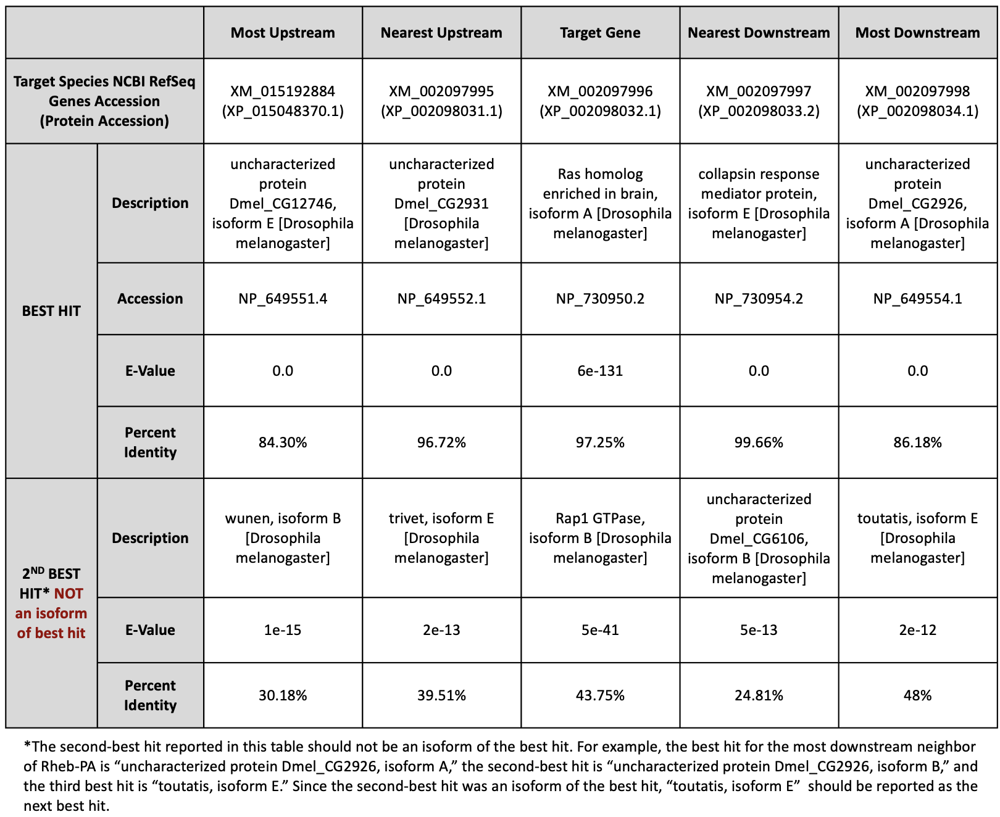 Most Upstream
Nearest Upstream
Target Gene
Nearest Downstream
Most Downstream
Target Species NCBI RefSeq
Genes Accession
(Protein Accession)
XM_015192884
(XP_015048370.1)
XM_002097995
(XP_002098031.1)
XM_002097996
(XP_002098032.1)
XM_002097997
(XP_002098033.2)
XM_002097998
(XP_002098034.1)
BEST HIT
Description
uncharacterized
protein
Dmel_CG12746,
isoform E [Drosophila
melanogaster]
uncharacterized
protein
Dmel_CG2931
[Drosophila
melanogaster]
Ras homolog
enriched in brain,
isoform A [Drosophila
melanogaster]
collapsin response
mediator protein,
isoform E [Drosophila
melanogaster]
uncharacterized
protein
Dmel_CG2926,
isoform A [Drosophila
melanogaster]
Accession
NP_649551.4
NP_649552.1
NP_730950.2
NP_730954.2
NP_649554.1
E-Value
0.0
0.0
6e-131
0.0
0.0
Percent
Identity
84.30%
96.72%
97.25%
99.66%
86.18%
2ND BEST
HIT* NOT
an isoform
of best hit
Description
wunen, isoform B
[Drosophila
melanogaster]
trivet, isoform E
[Drosophila
melanogaster]
Rap1 GTPase,
isoform B [Drosophila
melanogaster]
uncharacterized
protein
Dmel_CG6106,
isoform B [Drosophila
melanogaster]
toutatis, isoform E
[Drosophila
melanogaster]
E-Value
1e-15
2e-13
5e-41
5e-13
2e-12
Percent
Identity
30.18%
39.51%
43.75%
24.81%
48%
*The second-best hit reported in this table should not be an isoform of the best hit. For example, the best hit for the most downstream neighbor
of Rheb-PA is “uncharacterized protein Dmel_CG2926, isoform A,” the second-best hit is “uncharacterized protein Dmel_CG2926, isoform B,” and
the third best hit is “toutatis, isoform E.” Since the second-best hit was an isoform of the best hit, “toutatis, isoform E” should be reported as the
next best hit.